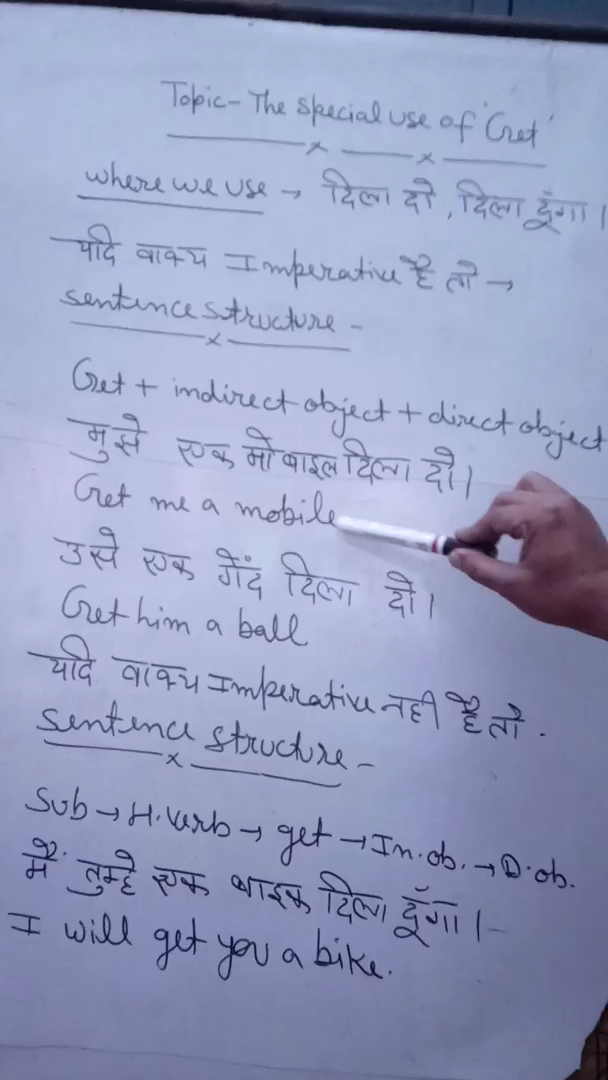 Topic - The special use of 'Get'
where we use → दिला दो, दिला दूँगा।
यदि वाक्य Imperative है तो →
sentence structure -
Get + indirect object + direct object
मुझे एक मोबाइल दिला दो।
Get me a mobile
उसे एक गेंद दिला दो।
Get him a ball
यदि वाक्य Imperative नही है तो -
sentence structure -
Sub → H. Verb → get → In. ob. → D. ob.
मैं तुम्हे एक बाइक दिला दूँगा। -
I will get you a bike.